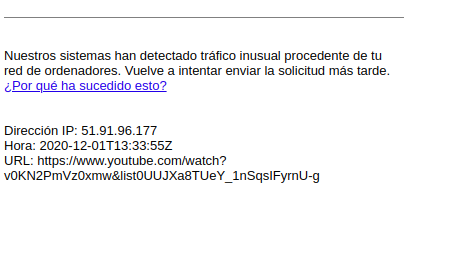 Nuestros sistemas han detectado tráfico inusual procedente de tu
red de ordenadores. Vuelve a intentar enviar la solicitud más tarde.
¿Por qué ha sucedido esto?
Dirección IP: 51.91.96.177
Hora: 2020-12-01T13:33:55Z
URL: https://www.youtube.com/watch?
v0KN2PmVz0xmw&list0UUJXa8TUeY_1nSqsIFyrnU-g